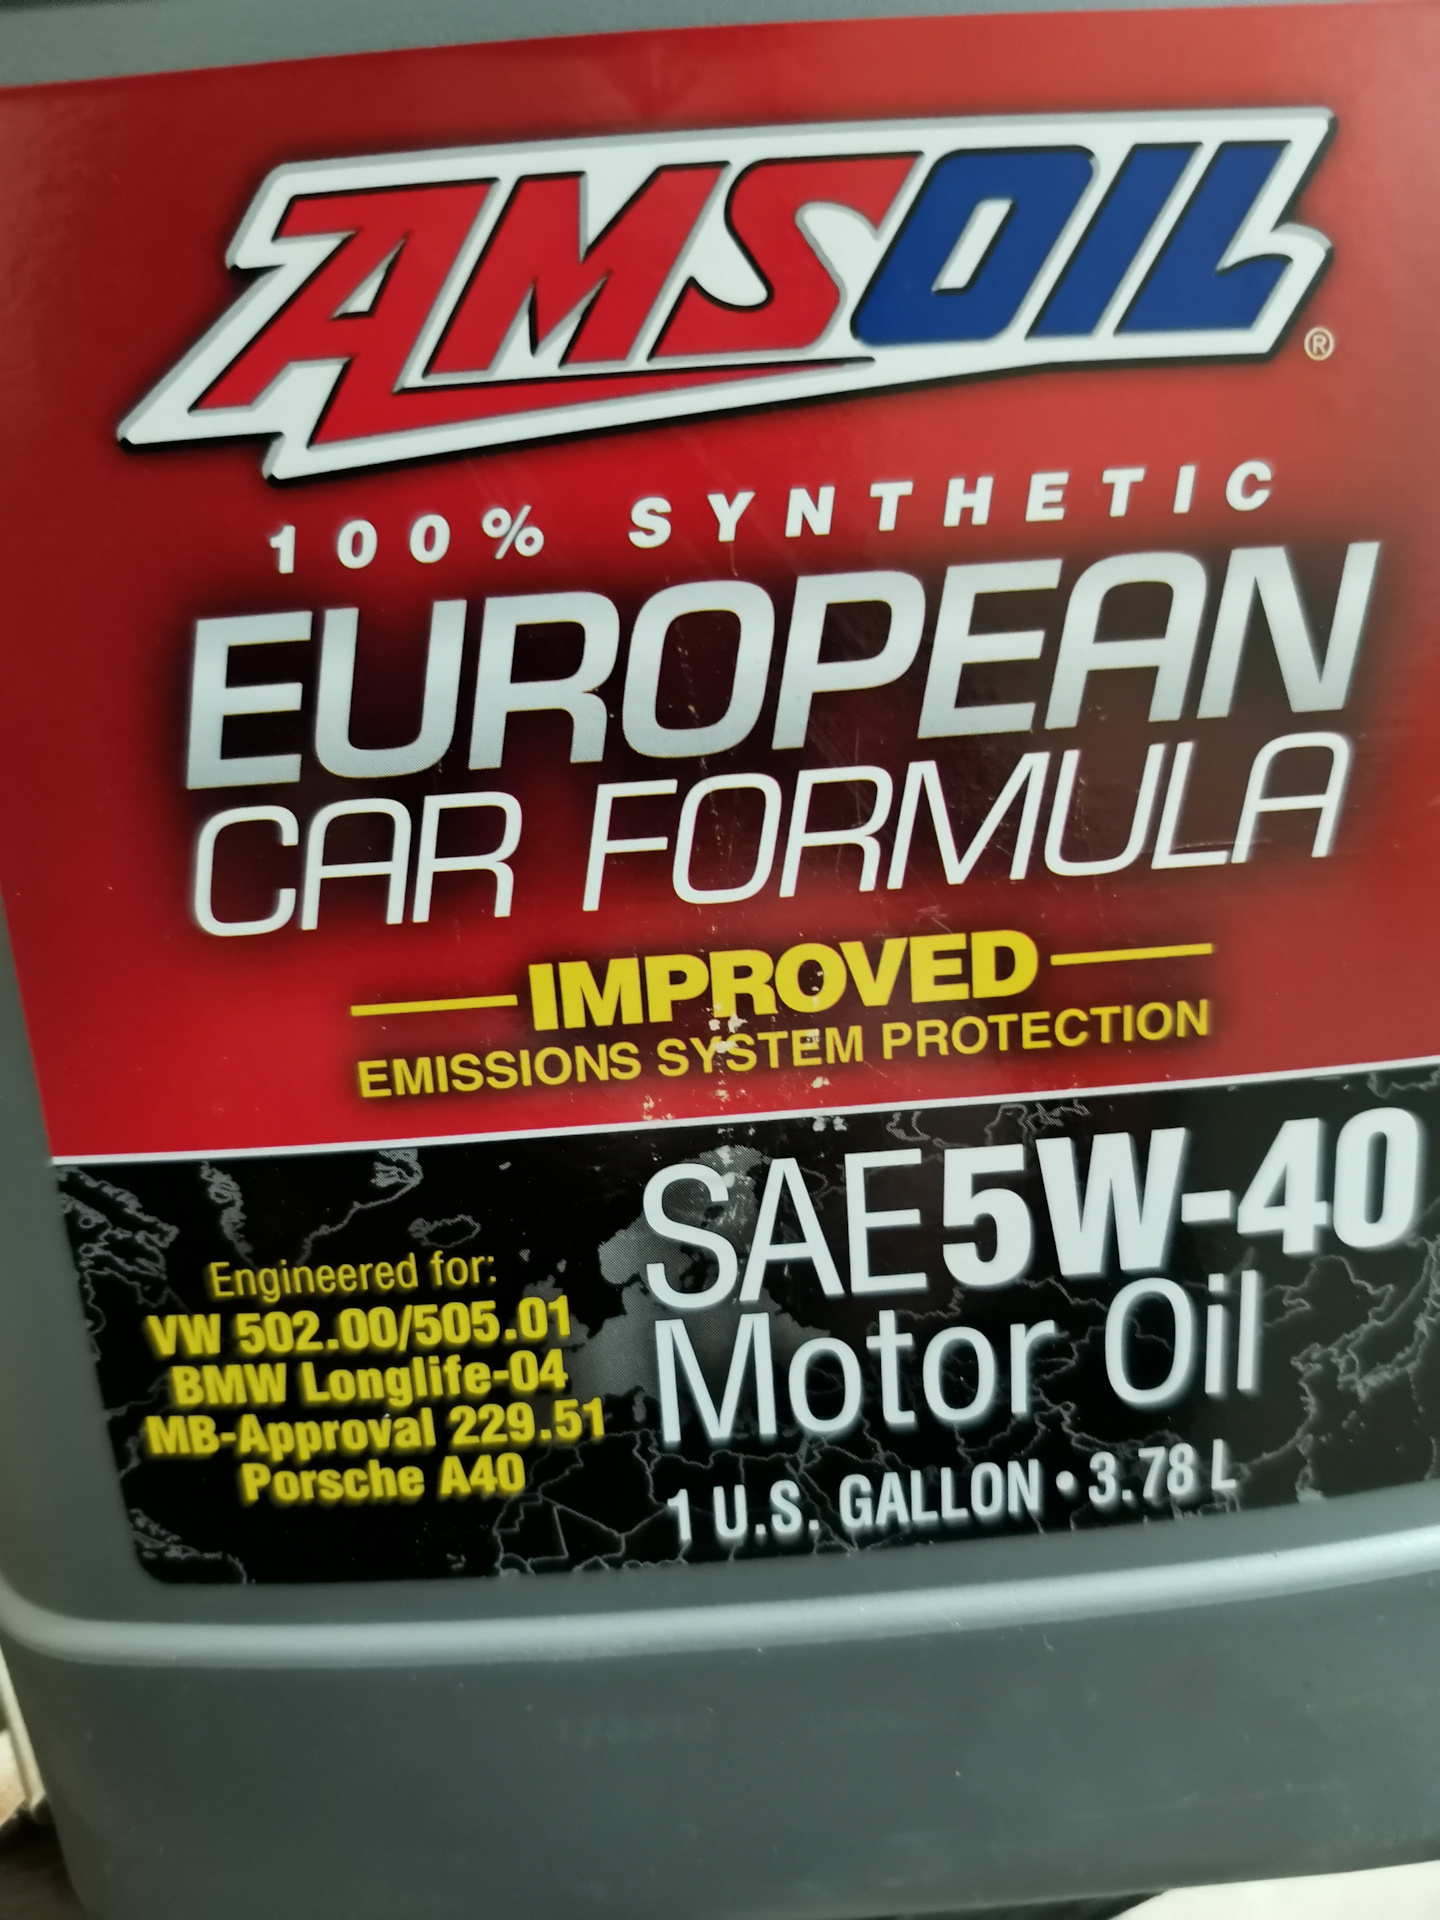 AMSOIL®
100% SYNTHETIC
EUROPEAN
CAR FORMULA
IMPROVED
EMISSIONS SYSTEM PROTECTION
Engineered for:
VW 502.00/505.01
BMW Longlife-04
MB-Approval 229.51
Porsche A40
SAE 5W-40
Motor Oil
1 U.S. GALLON • 3.78 L